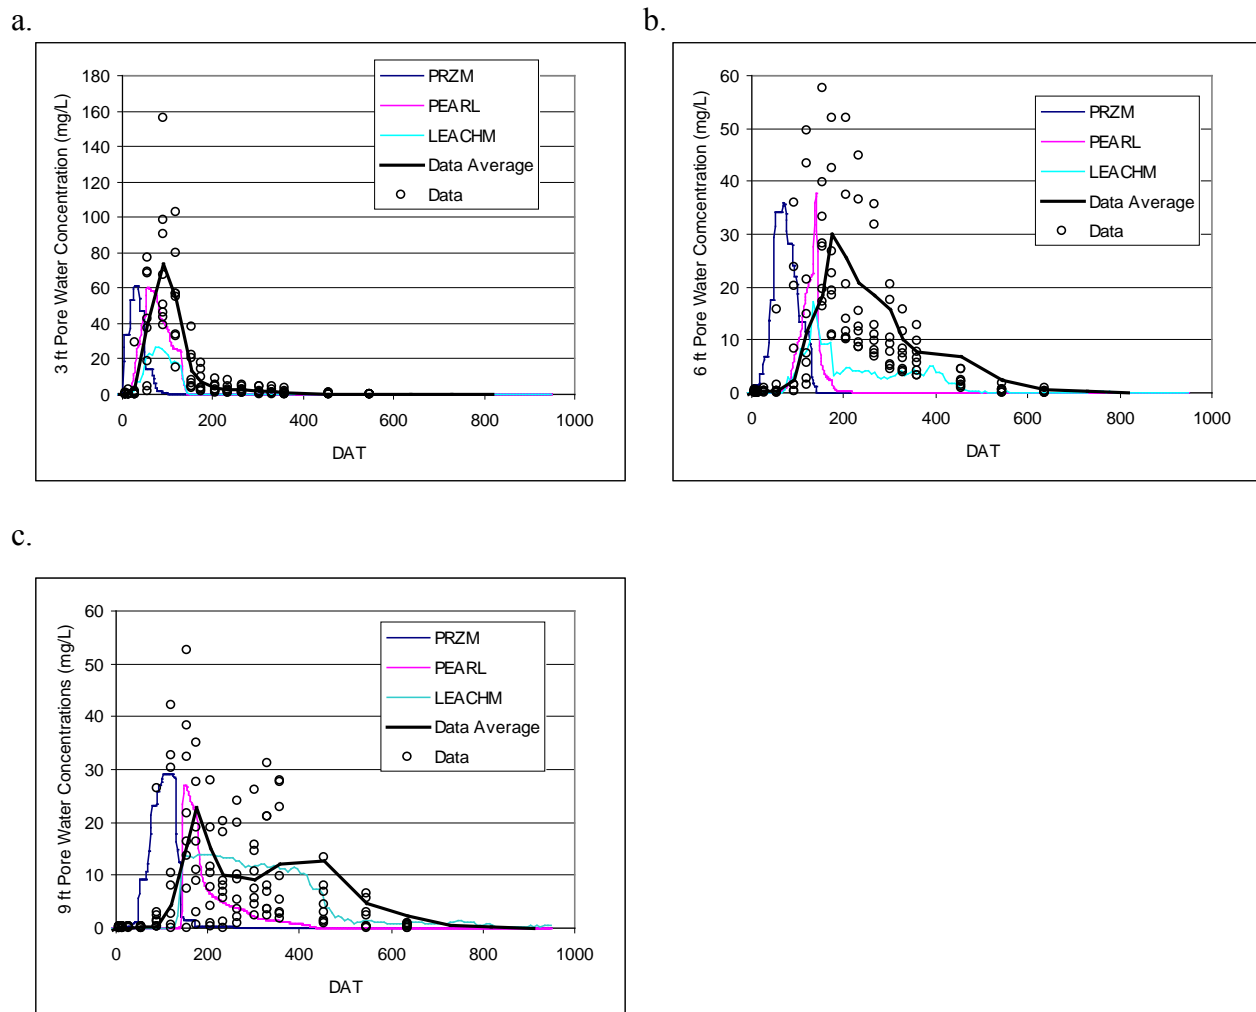 a.
3 ft Pore Water Concentration (mg/L)
180
160
140
120
100
80
60
40
20
0
0 200 400 600 800 1000
DAT
PRZM
PEARL
LEACHM
Data Average
Data
b.
6 ft Pore Water Comcentration (mg/L)
60
50
40
30
20
10
0
0 200 400 600 800 1000
DAT
PRZM
PEARL
LEACHM
Data Average
Data
c.
9 ft Pore Water Concentrations (mg/L)
60
50
40
30
20
10
0
0 200 400 600 800 1000
DAT
PRZM
PEARL
LEACHM
Data Average
Data